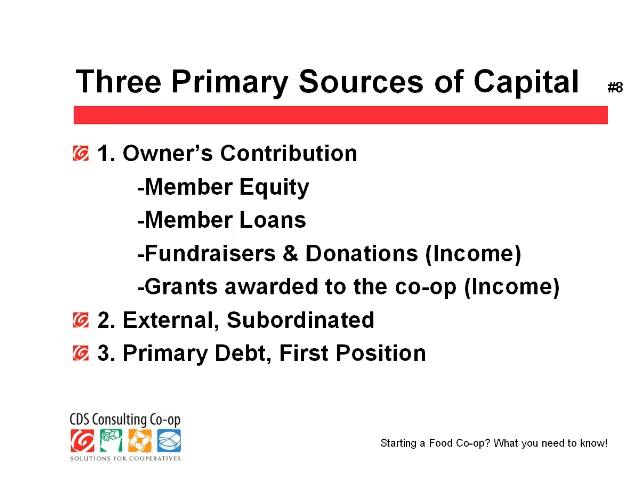 Three Primary Sources of Capital #8
1. Owner's Contribution
-Member Equity
-Member Loans
-Fundraisers & Donations (Income)
-Grants awarded to the co-op (Income)
2. External, Subordinated
3. Primary Debt, First Position
CDS Consulting Co-op
SOLUTIONS FOR COOPERATIVES
Starting a Food Co-op? What you need to know!